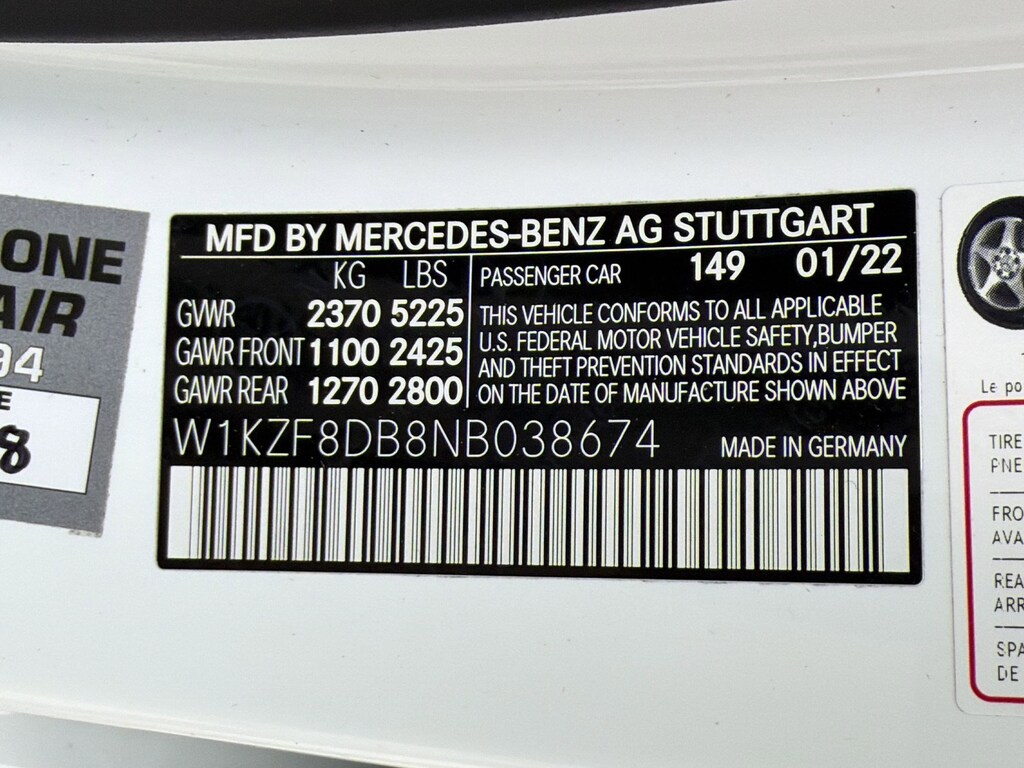 ONE
AIR
94
E
8
MFD BY MERCEDES-BENZ AG STUTTGART
KG LBS
GVWR 2370 5225
GAWR FRONT 1100 2425
GAWR REAR 1270 2800
PASSENGER CAR 149 01/22
THIS VEHICLE CONFORMS TO ALL APPLICABLE
U.S. FEDERAL MOTOR VEHICLE SAFETY,BUMPER
AND THEFT PREVENTION STANDARDS IN EFFECT
ON THE DATE OF MANUFACTURE SHOWN ABOVE
W1KZF8DB8NB038674 MADE IN GERMANY
Le po
TIRE
PNE
FRO
AVA
REA
ARR
SPA
DE